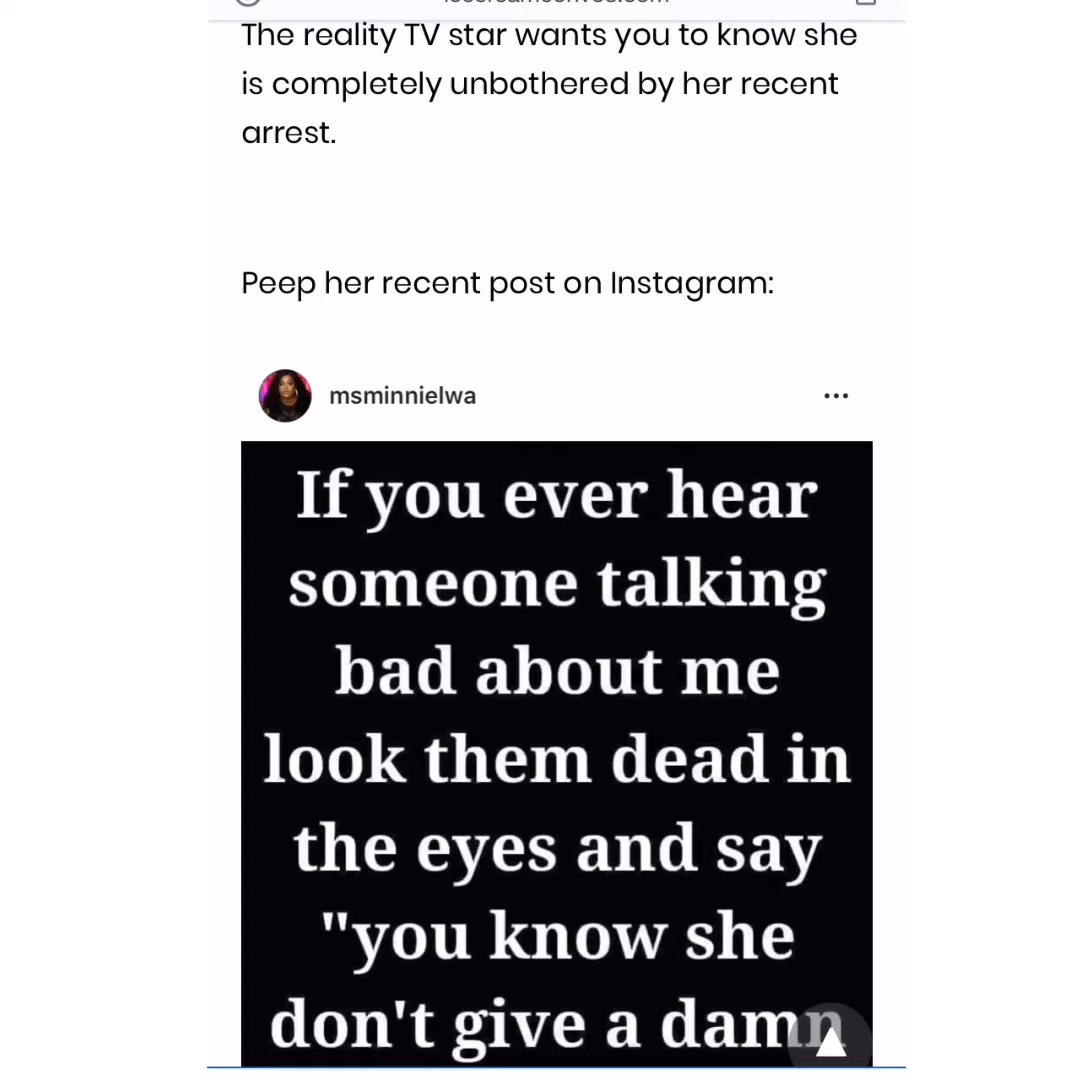 The reality TV star wants you to know she
is completely unbothered by her recent
arrest.
Peep her recent post on Instagram:
msminnielwa
If you ever hear
someone talking
bad about me
look them dead in
the eyes and say
"you know she
don't give a damn